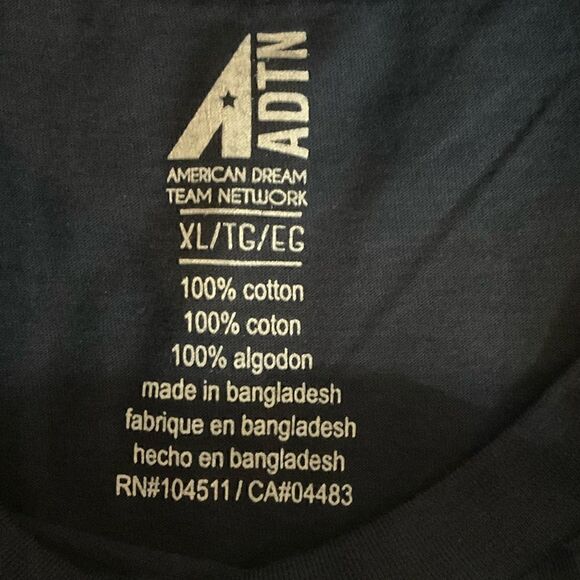 ADTN
AMERICAN DREAM
TEAM NETWORK
XL/TG/EG
100% cotton
100% coton
100% algodon
made in bangladesh
fabrique en bangladesh
hecho en bangladesh
RN#104511 / CA#04483